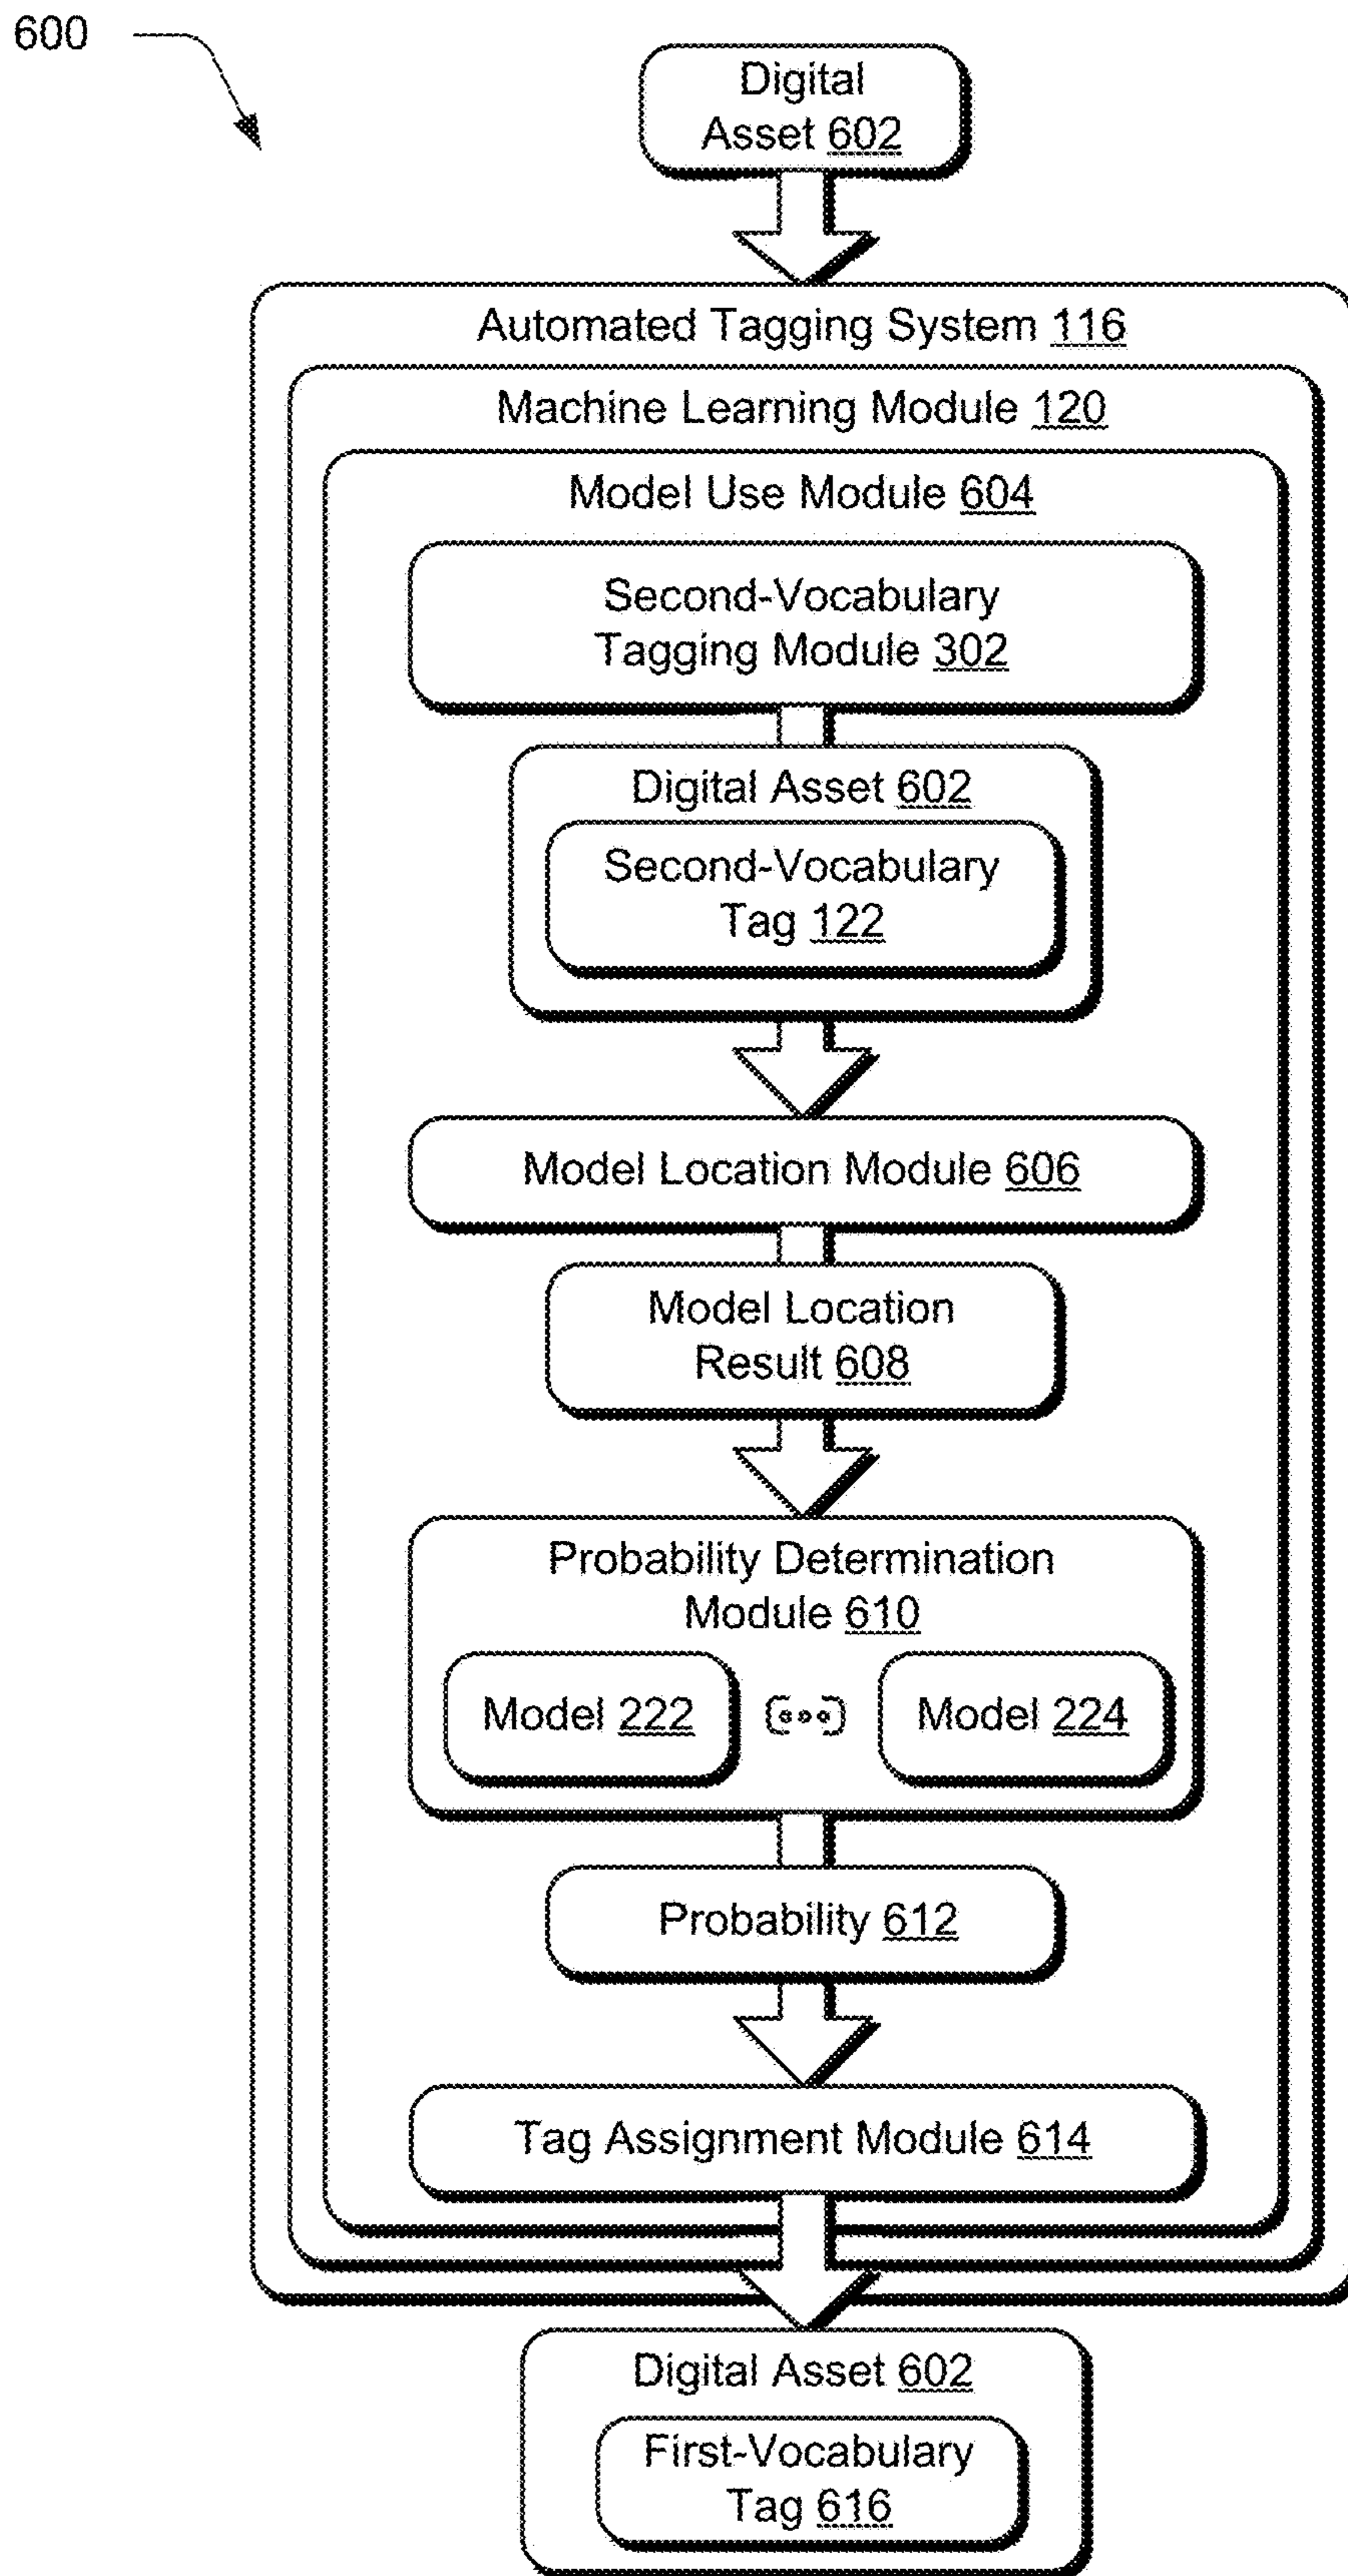 600
Digital
Asset 602
Automated Tagging System 116
Machine Learning Module 120
Model Use Module 604
Second-Vocabulary
Tagging Module 302
Digital Asset 602
Second-Vocabulary
Tag 122
Model Location Module 606
Model Location
Result 608
Probability Determination
Module 610
Model 222
Model 224
Probability 612
Tag Assignment Module 614
Digital Asset 602
First-Vocabulary
Tag 616